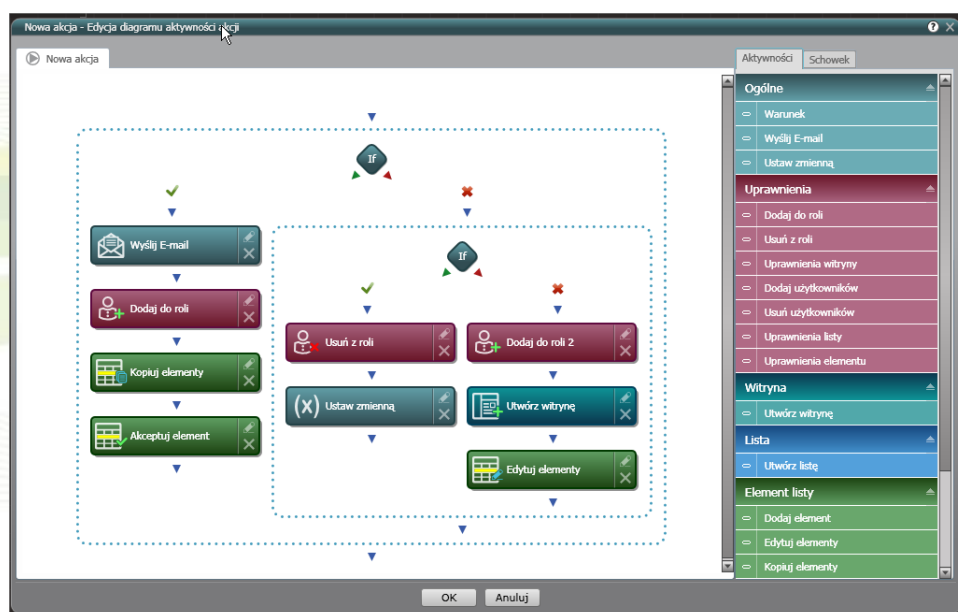 Nowa akcja - Edycja diagramu aktywności akcji
Nowa akcja
If
Wyślij E-mail
Dodaj do roli
Kopiuj elementy
Akceptuj element
If
Usuń z roli
(x) Ustaw zmienną
Dodaj do roli 2
Utwórz witrynę
Edytuj elementy
Aktywności
Schowek
Ogólne
Warunek
Wyślij E-mail
Ustaw zmienną
Uprawnienia
Dodaj do roli
Usuń z roli
Uprawnienia witryny
Dodaj użytkowników
Usuń użytkowników
Uprawnienia listy
Uprawnienia elementu
Witryna
Utwórz witrynę
Lista
Utwórz listę
Element listy
Dodaj element
Edytuj elementy
Kopiuj elementy
OK
Anuluj